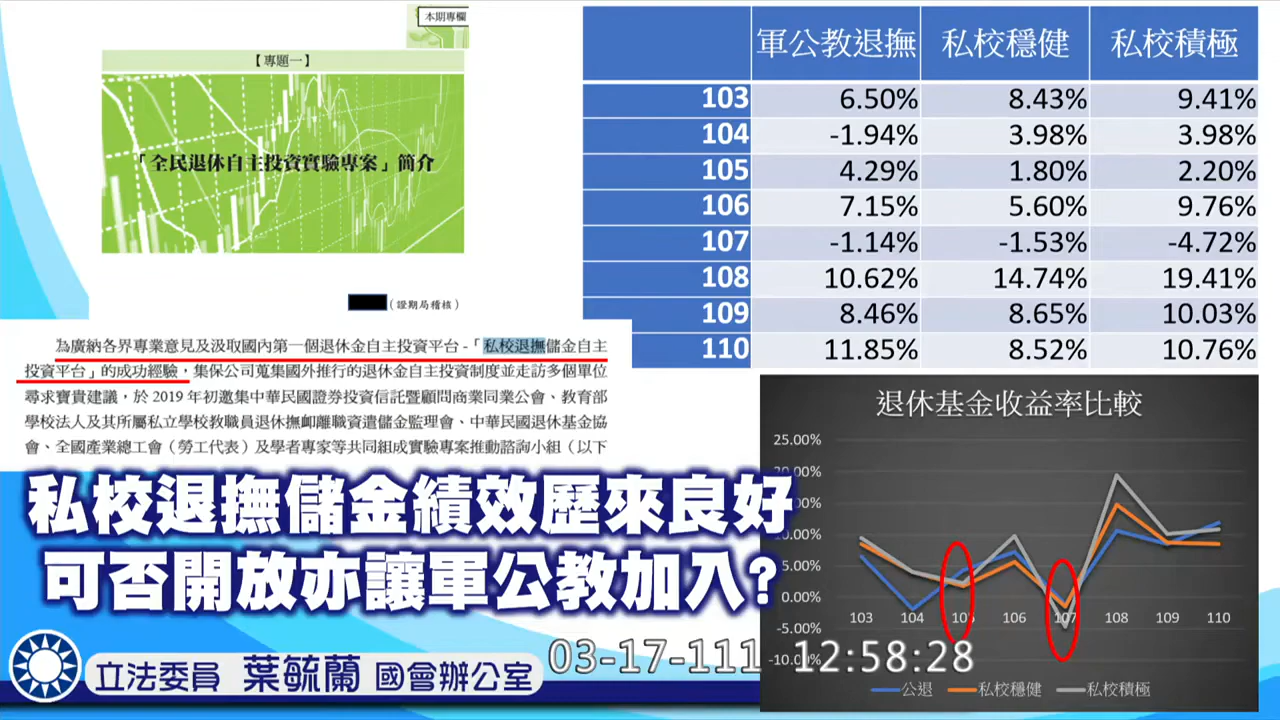 本期專欄
【專題一】
「全民退休自主投資實驗專案」簡介
(證期局稽核)
為廣納各界專業意見及汲取國內第一個退休金自主投資平台-「私校退撫儲金自主
投資平台」的成功經驗，集保公司蒐集國外推行的退休金自主投資制度並走訪多個單位
尋求寶貴建議，於 2019 年初邀集中華民國證券投資信託暨顧問商業同業公會、教育部
學校法人及其所屬私立學校教職員退休撫卹離職資遣儲金監理會、中華民國退休基金協
會、全國產業總工會（勞工代表）及學者專家等共同組成實驗專案推動諮詢小組（以下
軍公教退撫 私校穩健 私校積極
103 6.50% 8.43% 9.41%
104 -1.94% 3.98% 3.98%
105 4.29% 1.80% 2.20%
106 7.15% 5.60% 9.76%
107 -1.14% -1.53% -4.72%
108 10.62% 14.74% 19.41%
109 8.46% 8.65% 10.03%
110 11.85% 8.52% 10.76%
退休基金收益率比較
25.00%
20.00%
5.00%
0.00%
-5.00%
103 104 105 106 107 108 109 110
公退 私校穩健 私校積極
私校退撫儲金績效歷來良好
可否開放亦讓軍公教加入?
立法委員 葉毓蘭 國會辦公室
03-17-111 12:58:28